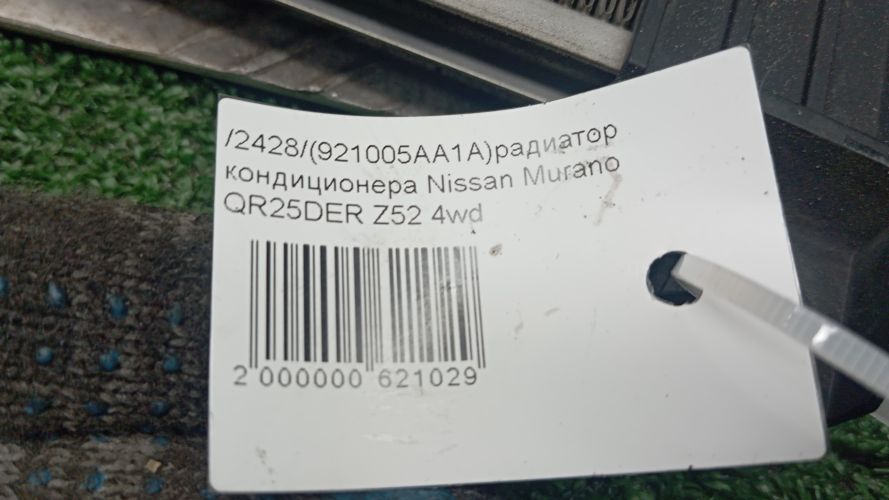 /2428/(921005AA1A)радиатор
кондиционера Nissan Murano
QR25DER Z52 4wd
2 000000 621029